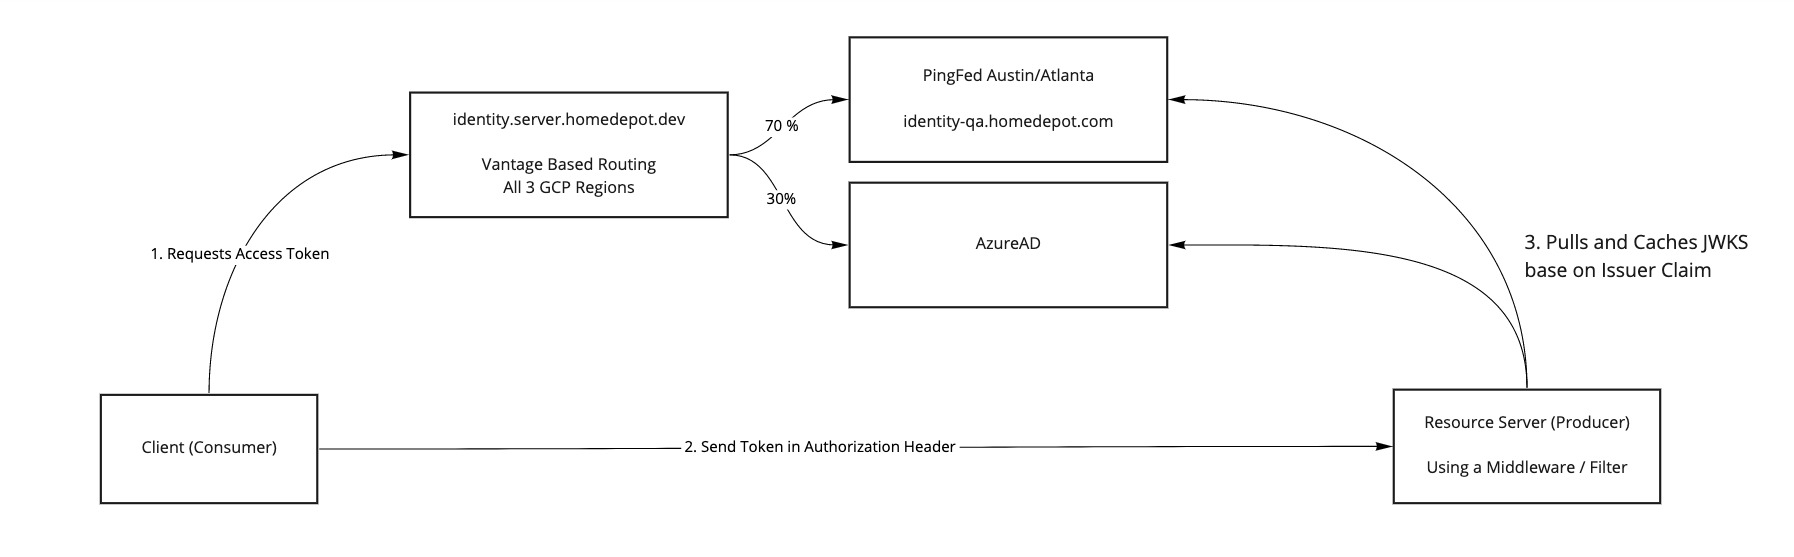 PingFed Austin/Atlanta
identity-qa.homedepot.com
identity.server.homedepot.dev
Vantage Based Routing
All 3 GCP Regions
70 %
30%
AzureAD
1. Requests Access Token
3. Pulls and Caches JWKS
base on Issuer Claim
Client (Consumer)
2. Send Token in Authorization Header
Resource Server (Producer)
Using a Middleware / Filter